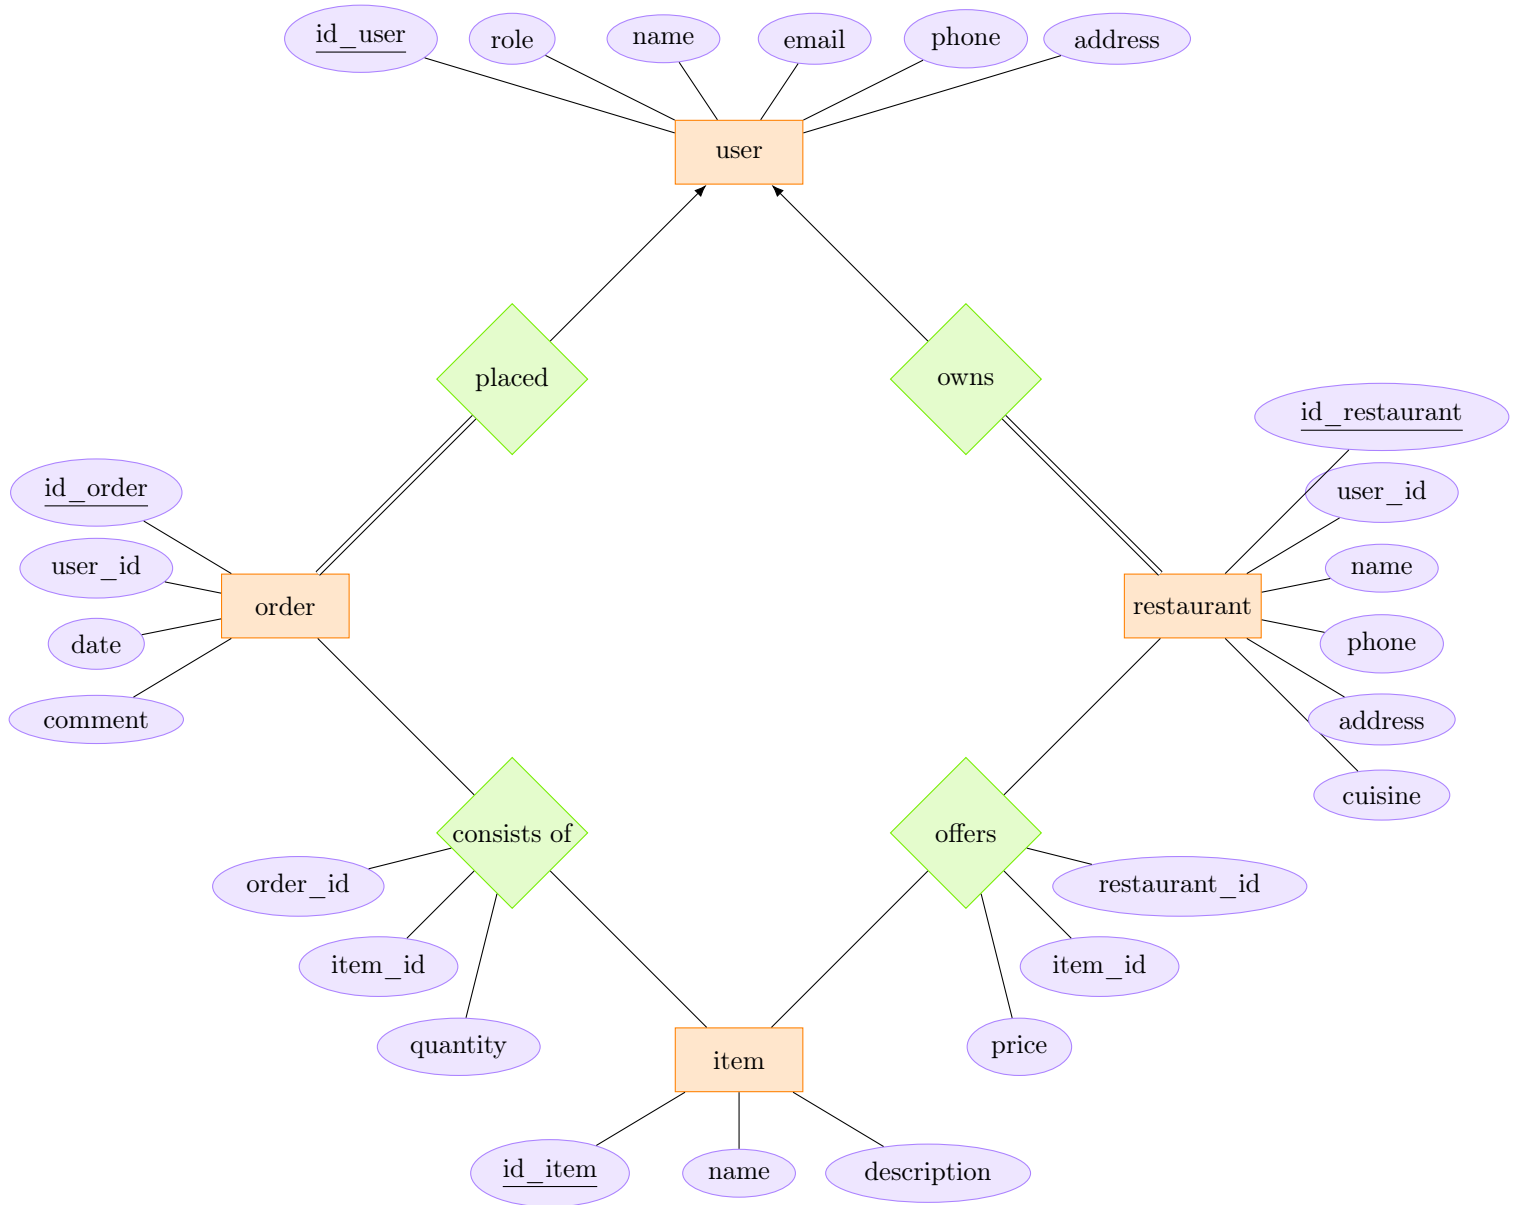 id_user
role
name
email
phone
address
user
placed
owns
id_restaurant
id_order
user_id
user_id
name
order
restaurant
date
phone
comment
address
cuisine
consists of
offers
order_id
restaurant_id
item_id
item_id
quantity
price
item
id_item
name
description